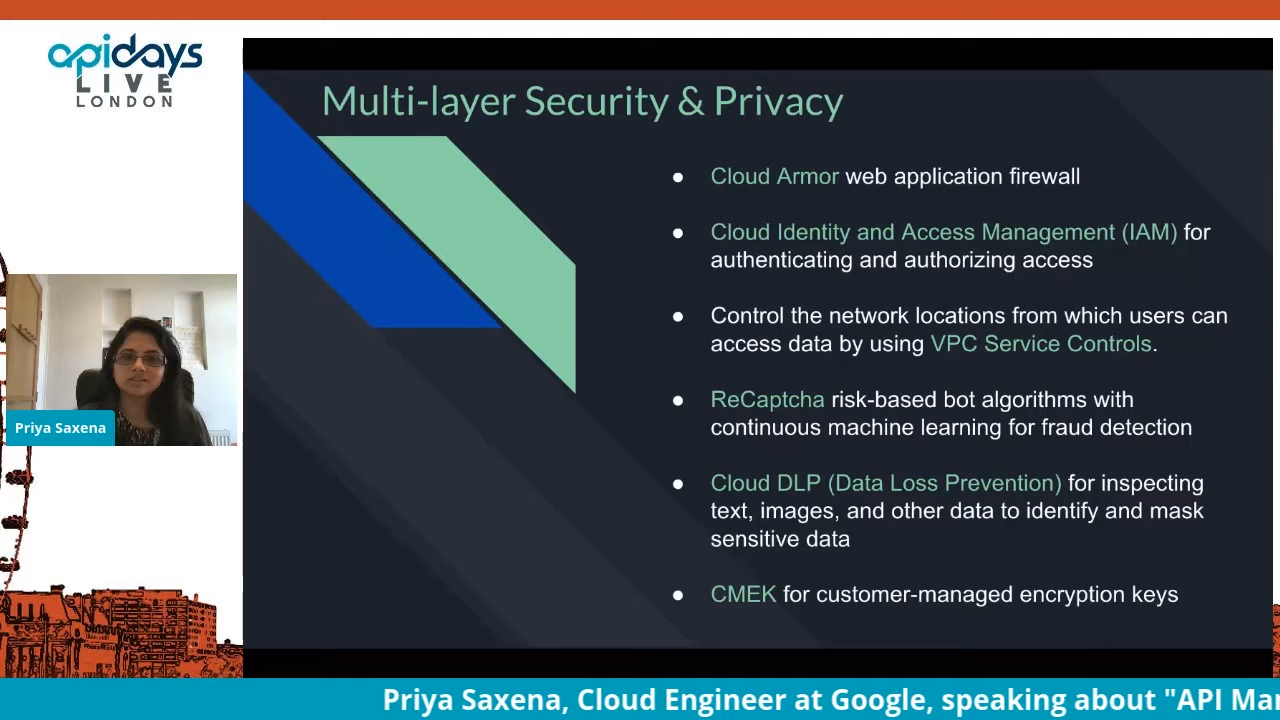 apidays
LIVE
LONDON
Multi-layer Security & Privacy
● Cloud Armor web application firewall
● Cloud Identity and Access Management (IAM) for
authenticating and authorizing access
● Control the network locations from which users can
access data by using VPC Service Controls.
● ReCaptcha risk-based bot algorithms with
continuous machine learning for fraud detection
● Cloud DLP (Data Loss Prevention) for inspecting
text, images, and other data to identify and mask
sensitive data
● CMEK for customer-managed encryption keys
Priya Saxena
Priya Saxena, Cloud Engineer at Google, speaking about "API Mar